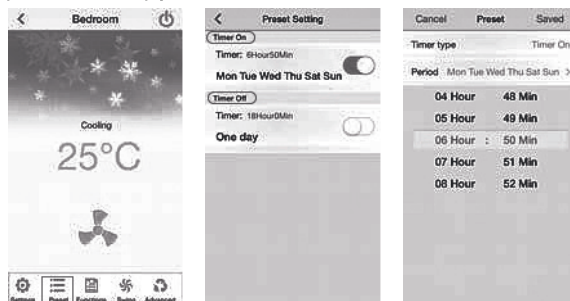 Bedroom
Cooling
25°C
Settings Preset Functions Swing Advanced
Preset Setting
Timer On
Timer: 6Hour50Min
Mon Tue Wed Thu Sat Sun
Timer Off
Timer: 18Hour0Min
One day
Cancel Preset Saved
Timer type Timer On
Period Mon Tue Wed Thu Sat Sun >
04 Hour 48 Min
05 Hour 49 Min
06 Hour : 50 Min
07 Hour 51 Min
08 Hour 52 Min